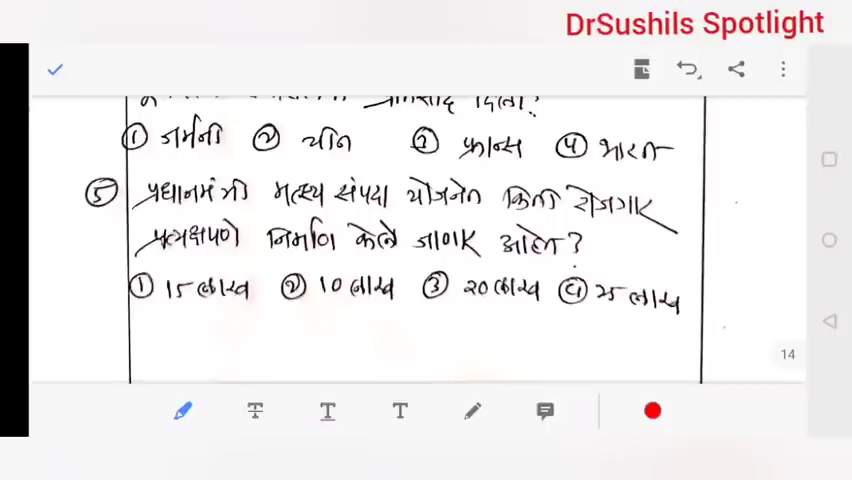 DrSushils Spotlight
दिला?
① जर्मनी ② चीन ③ फ्रान्स ④ भारत
⑤ प्रधानमंत्री मत्स्य संपदा योजनेत किती रोजगार
प्रत्यक्षपणे निर्माण केले जाणार आहेत?
① 15 लाख ② 10 लाख ③ 20 लाख ④ 25 लाख
14
T T T